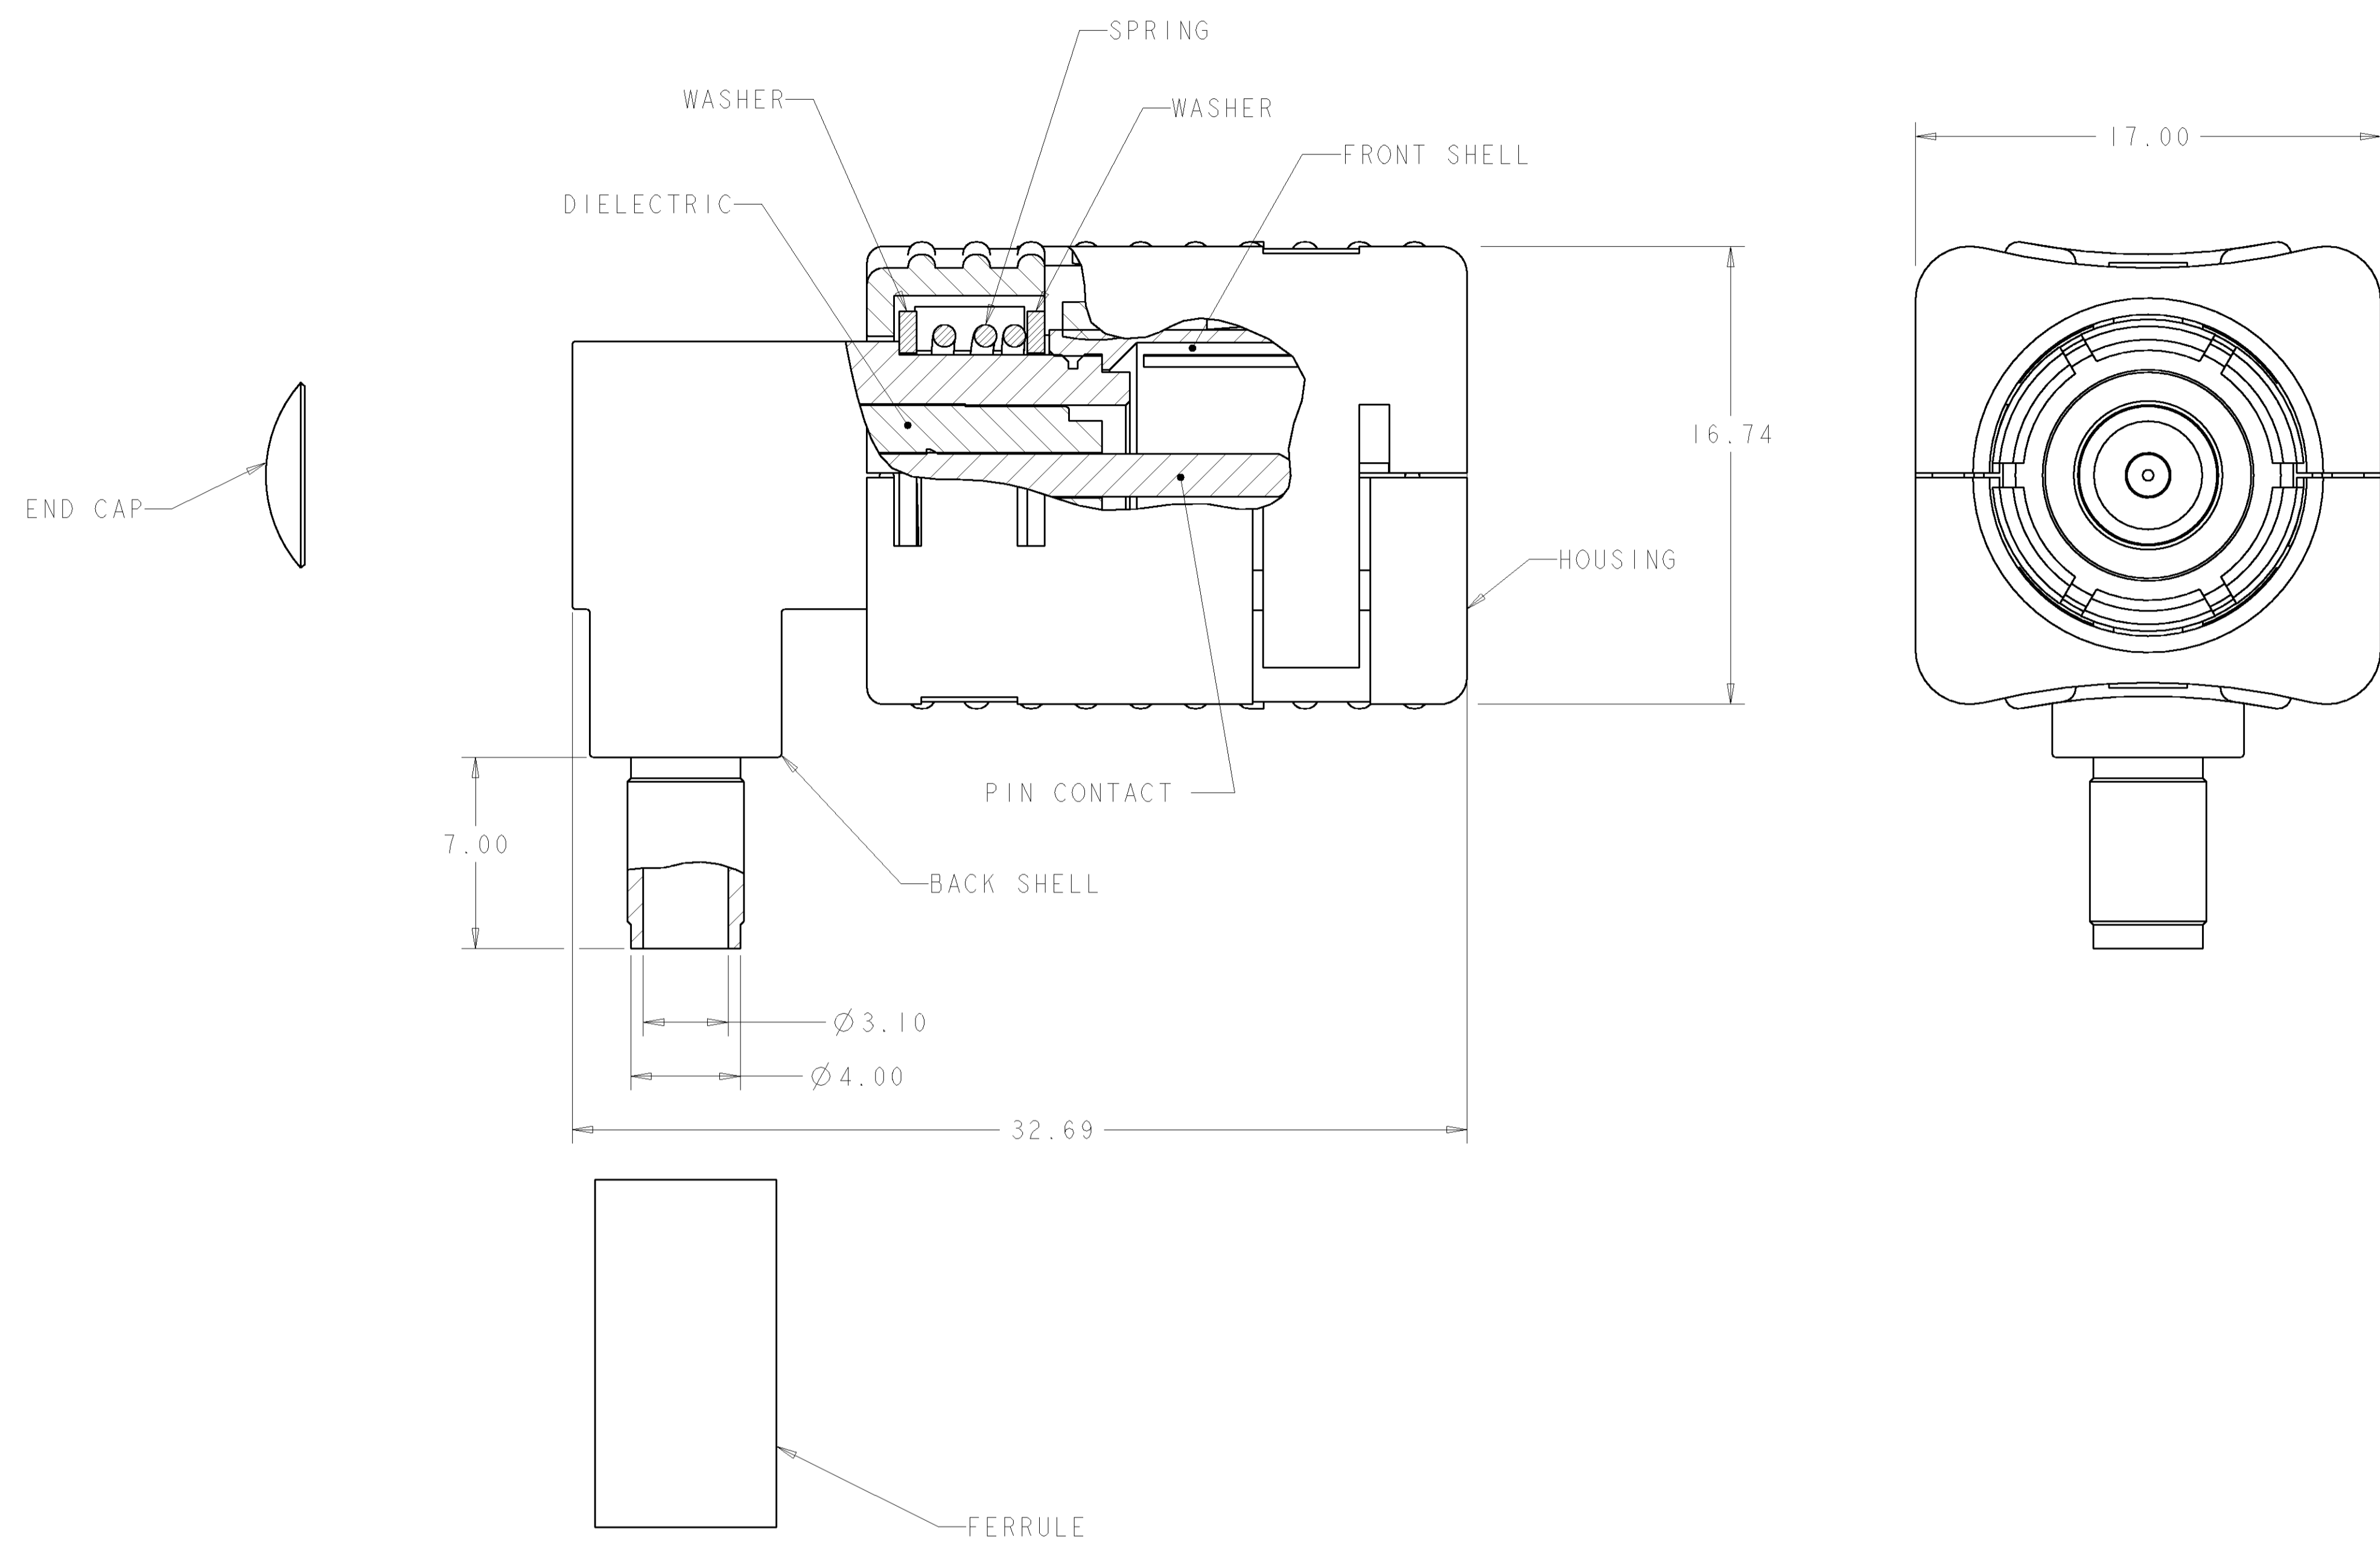 SPRING
WASHER
WASHER
17.00
FRONT SHELL
DIELECTRIC
16.74
END CAP
HOUSING
PIN CONTACT
7.00
BACK SHELL
Ø3.10
Ø4.00
32.69
FERRULE